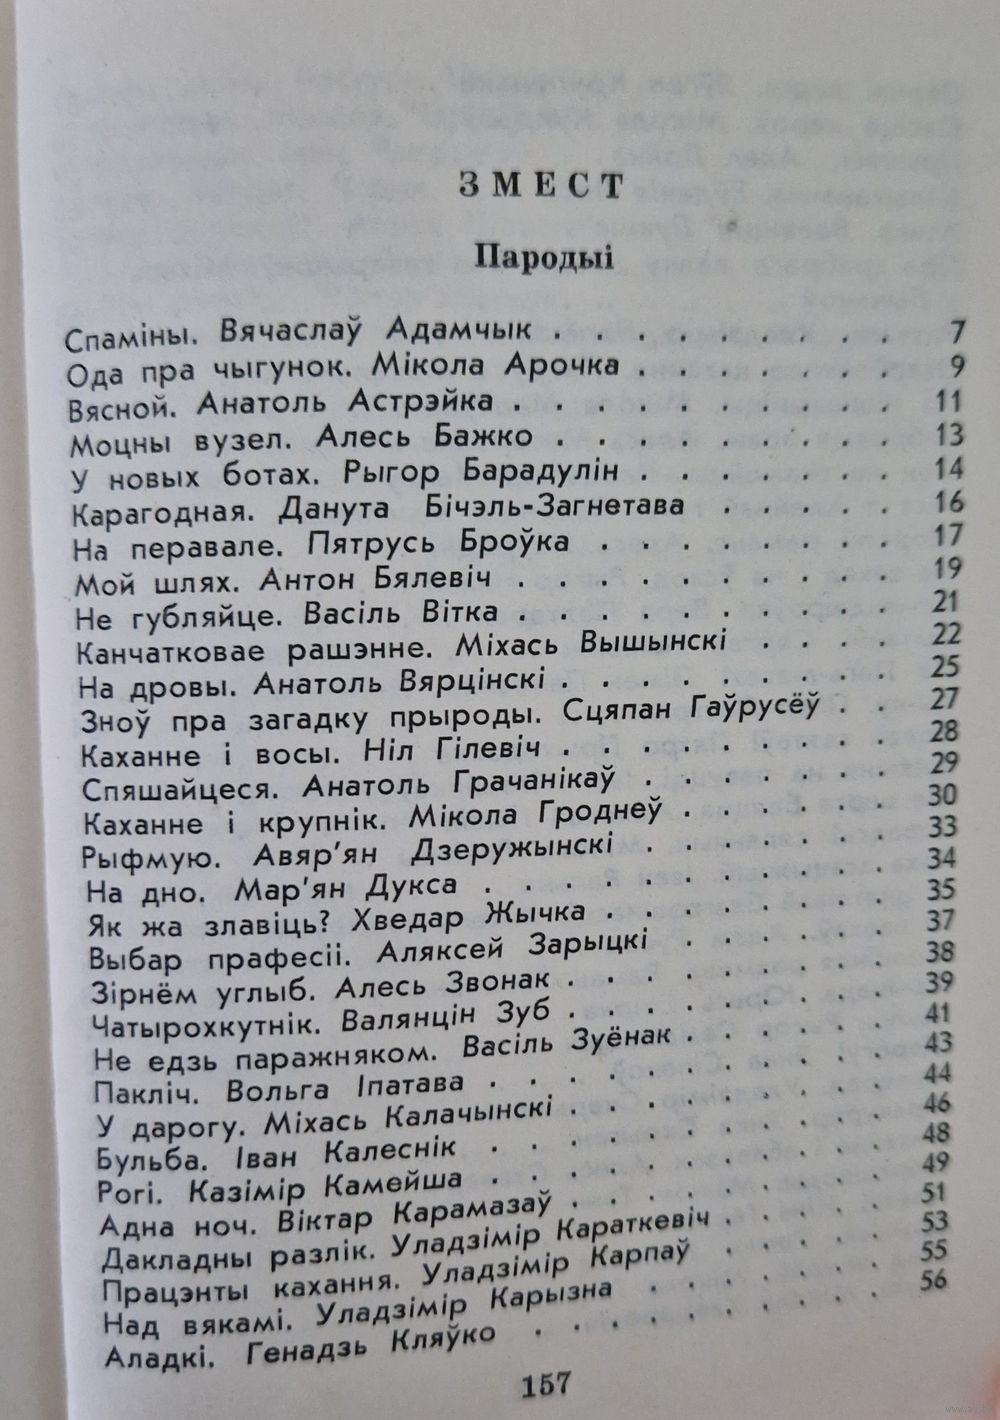 ЗМЕСТ
Пародыі
Спаміны. Вячаслаў Адамчык . . . . . . . . . 7
Ода пра чыгунок. Мікола Арочка . . . . . . . 9
Вясной. Анатоль Астрэйка . . . . . . . . . . 11
Моцны вузел. Алесь Бажко . . . . . . . . . 13
У новых ботах. Рыгор Барадулін . . . . . . . 14
Карагодная. Данута Бічэль-Загнетава . . . . . 16
На перавале. Пятрусь Броўка . . . . . . . 17
Мой шлях. Антон Бялевіч . . . . . . . . . . 19
Не губляйце. Васіль Вітка . . . . . . . . . . 21
Канчатковае рашэнне. Міхась Вышынскі . . . . 22
На дровы. Анатоль Вярцінскі . . . . . . . . . 25
Зноў пра загадку прыроды. Сцяпан Гаўрусёў . . 27
Каханне і восы. Ніл Гілевіч . . . . . . . . . 28
Спяшайцеся. Анатоль Грачанікаў . . . . . . . 29
Каханне і крупнік. Мікола Гроднеў . . . . . . 30
Рыфмую. Авяр'ян Дзеружынскі . . . . . . . 33
На дно. Мар'ян Дукса . . . . . . . . . . . 34
Як жа злавіць? Хведар Жычка . . . . . . . . 35
Выбар прафесіі. Аляксей Зарыцкі . . . . . . 37
Зірнём углыб. Алесь Звонак . . . . . . . . . 38
Чатырохкутнік. Валянцін Зуб . . . . . . . . . 39
Не едзь паражняком. Васіль Зуёнак . . . . . . 41
Пакліч. Вольга Іпатава . . . . . . . . . . . 43
У дарогу. Міхась Калачынскі . . . . . . . . . 44
Бульба. Іван Калеснік . . . . . . . . . . . 46
Рогі. Казімір Камейша . . . . . . . . . . . 48
Адна ноч. Віктар Карамазаў . . . . . . . . . 49
Дакладны разлік. Уладзімір Караткевіч . . . . . 51
Працэнты кахання. Уладзімір Карпаў . . . . . 53
Над вякамі. Уладзімір Карызна . . . . . . . 55
Аладкі. Генадзь Кляўко . . . . . . . . . . 56
157